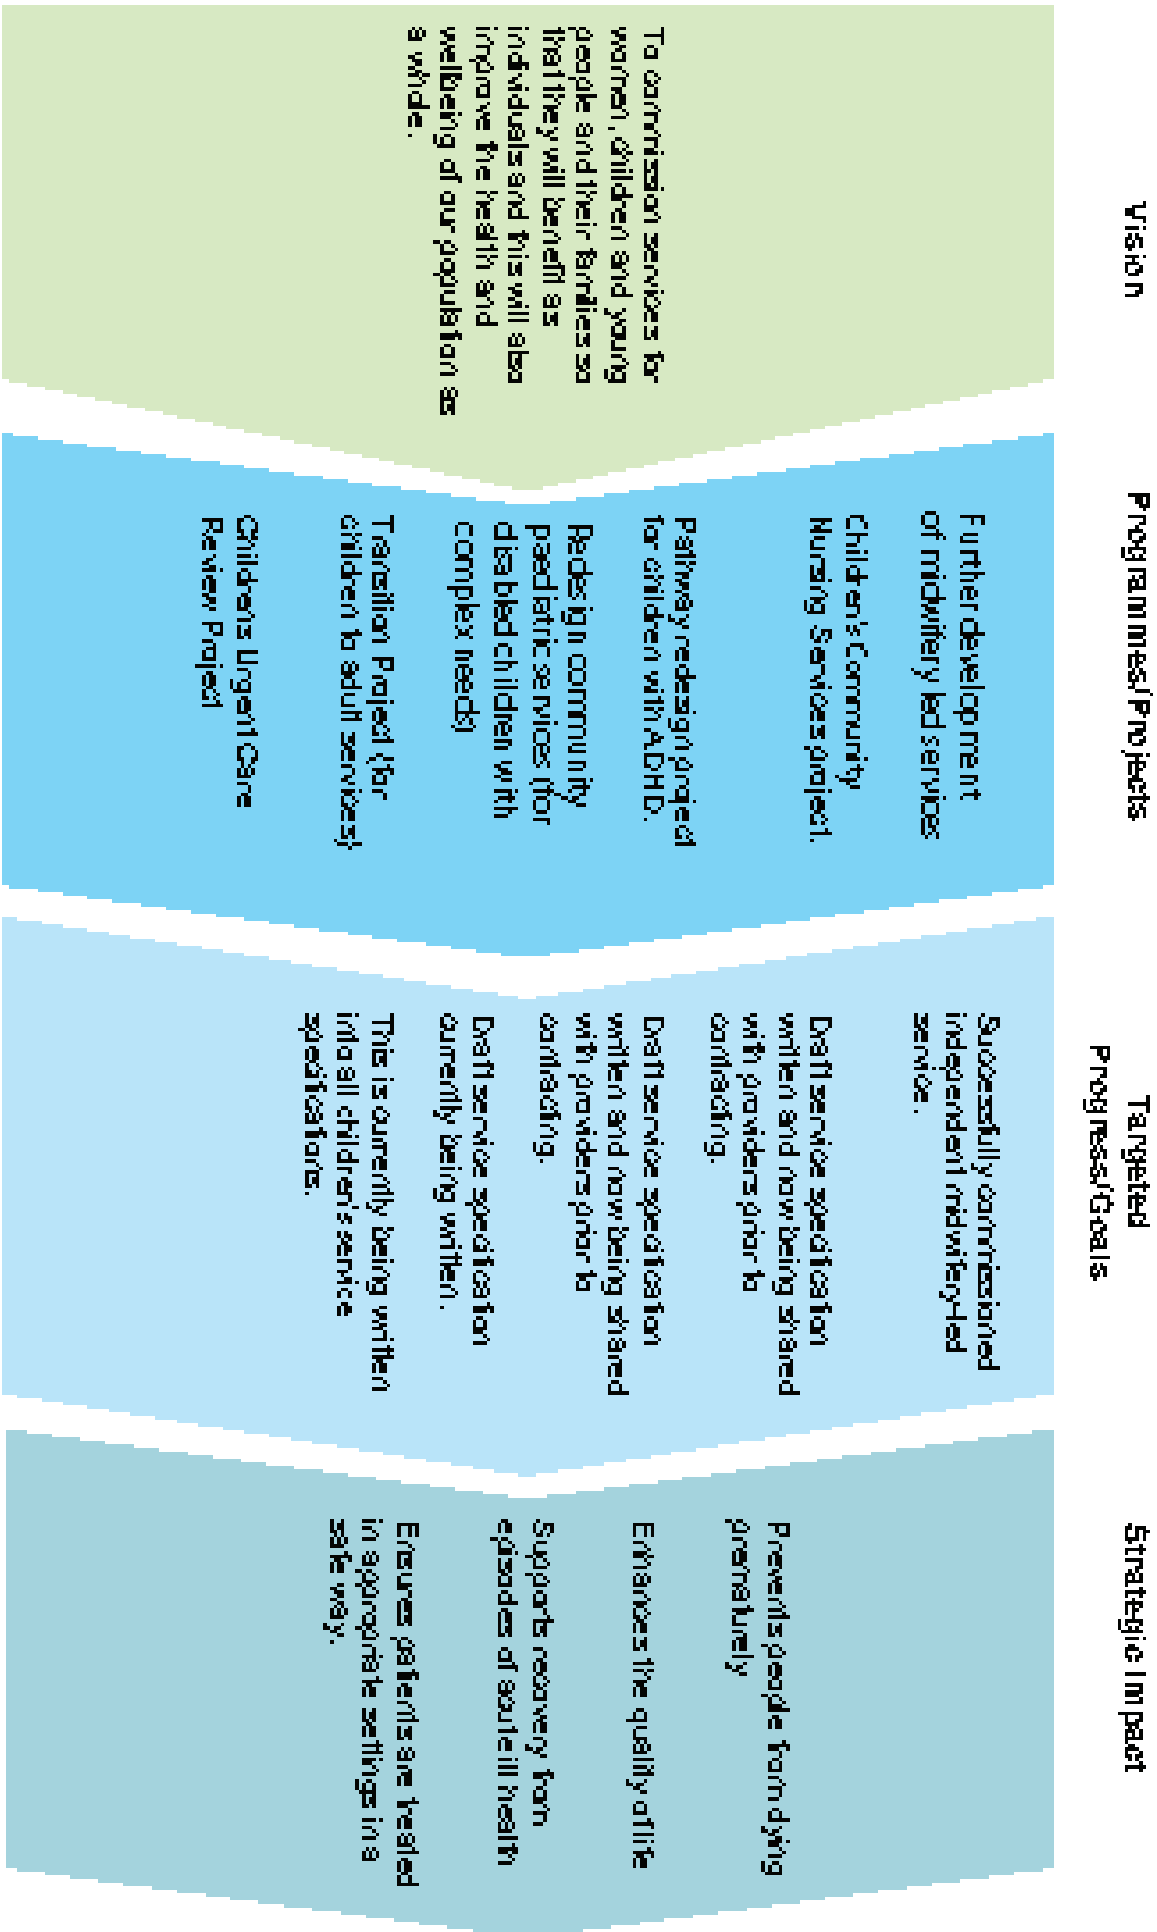 Vision
To commission services for
women, children and young
people and their families so
that they will benefit as
individuals and this will also
improve the health and
wellbeing of our population as
a whole.
Programmes/Projects
Further development
of midwifery led services
Children's Community
Nursing Services project.
Pathway redesign project
for children with ADHD.
Redesign community
paediatric services (for
disabled children with
complex needs)
Transition Project (for
children to adult services)
Childrens Urgent Care
Review Project
Targeted
Progress/Goals
Successfully commissioned
independent midwifery-led
service.
Draft service specification
written and now being shared
with providers prior to
contracting.
Draft service specification
written and now being shared
with providers prior to
contracting.
Draft service specification
currently being written.
This is currently being written
into all children's service
specifications.
Strategic Impact
Prevents people from dying
prematurely
Enhances the quality of life
Supports recovery from
episodes of acute ill health
Ensures patients are treated
in appropriate settings in a
safe way.